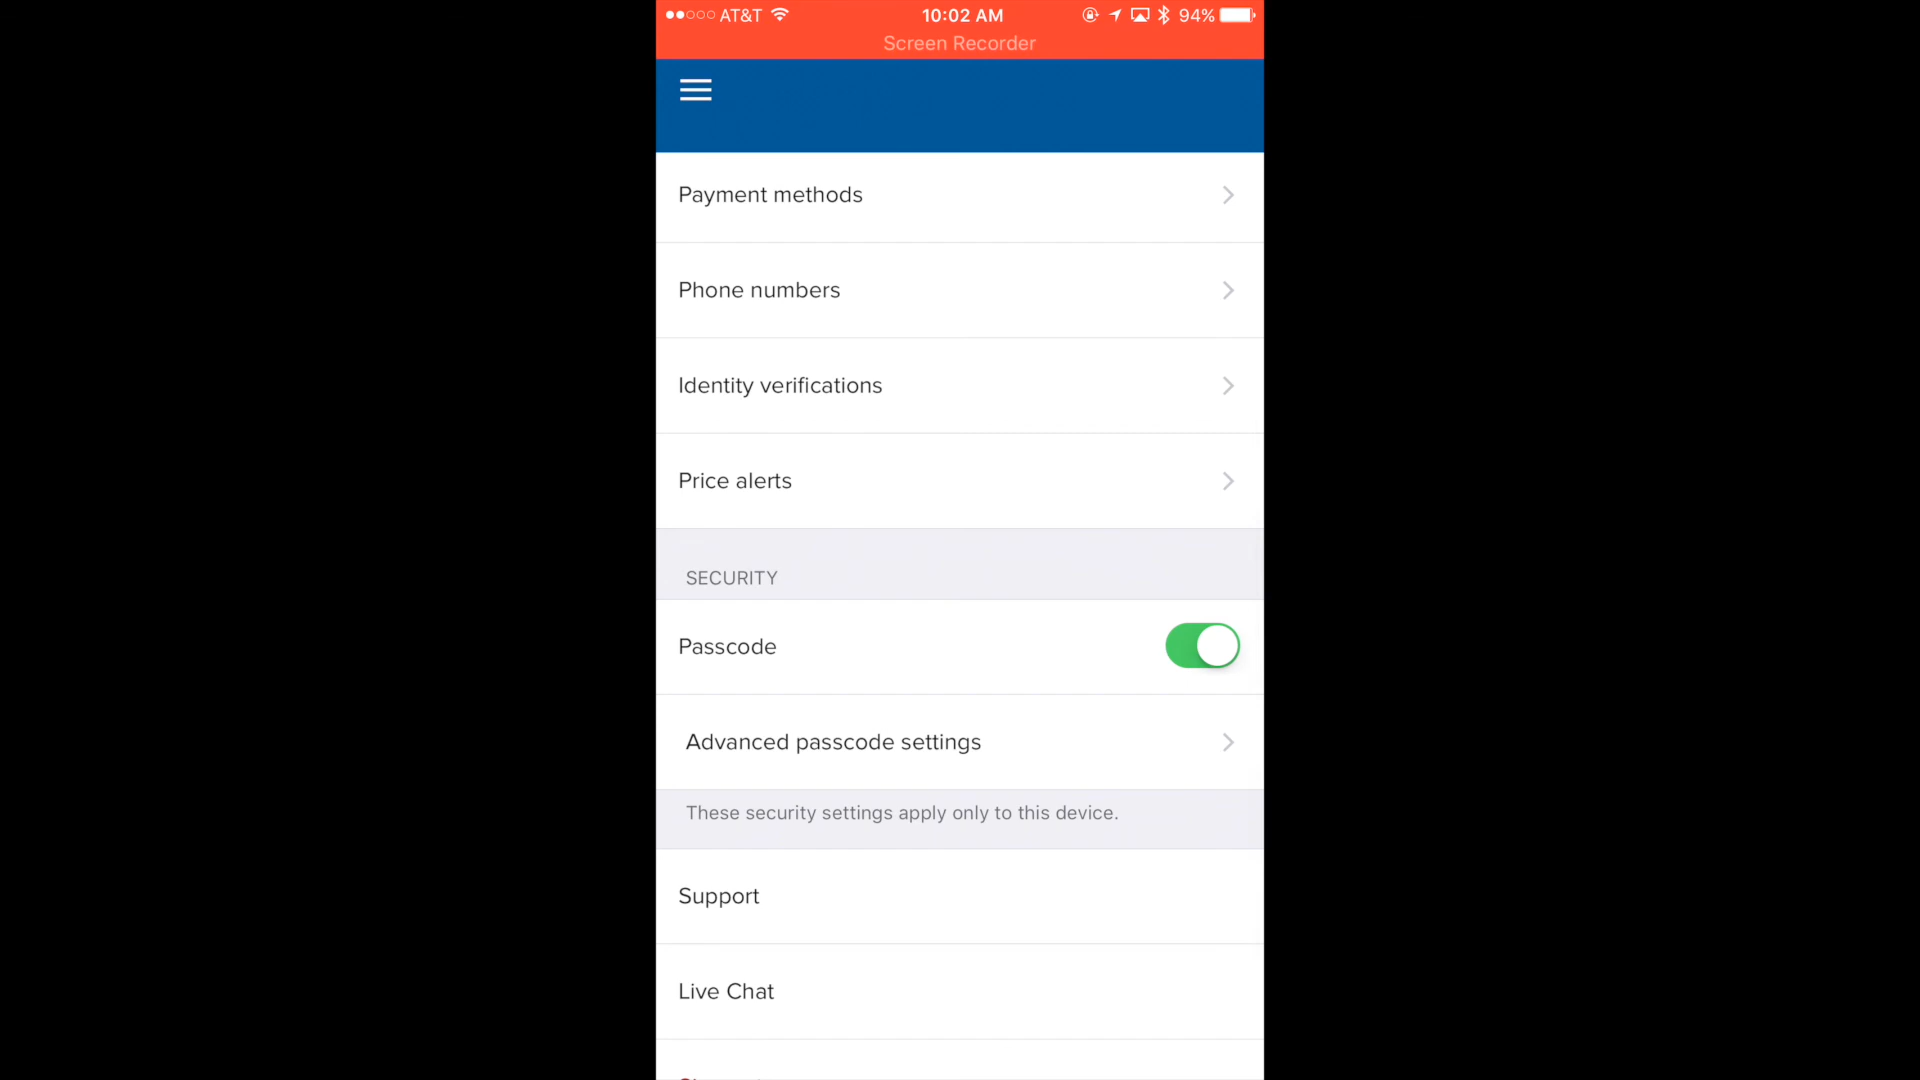 AT&T 10:02 AM 94%
Screen Recorder
Payment methods
Phone numbers
Identity verifications
Price alerts
SECURITY
Passcode
Advanced passcode settings
These security settings apply only to this device.
Support
Live Chat